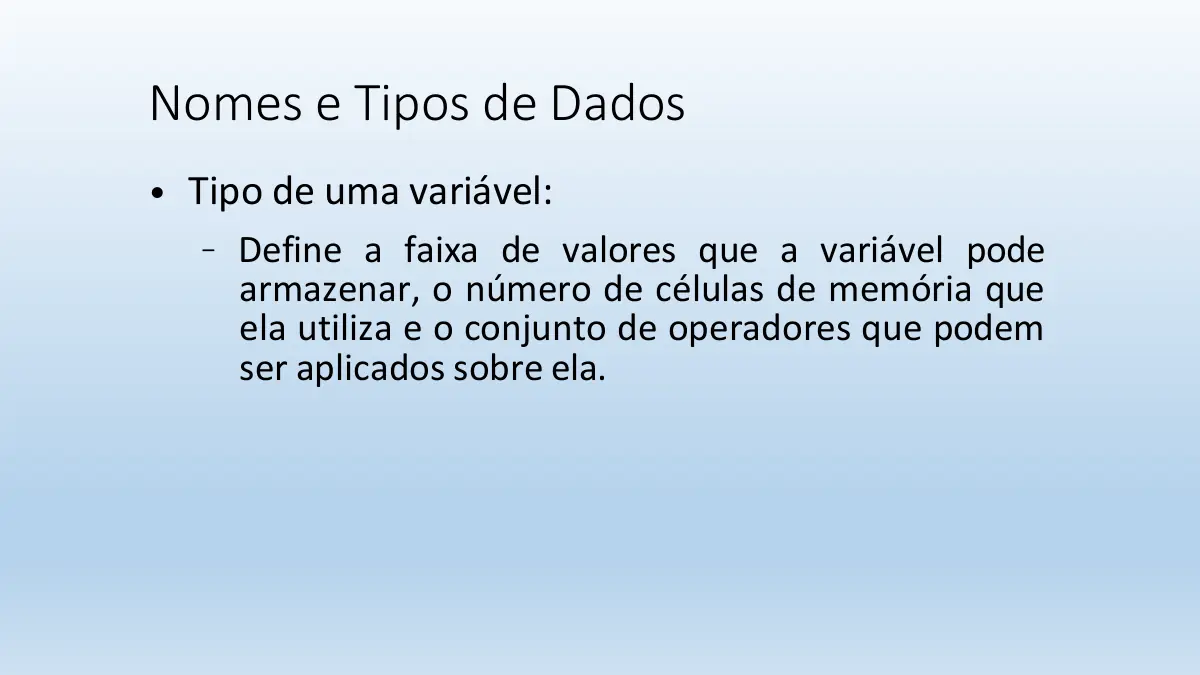 Nomes e Tipos de Dados
• Tipo de uma variável:
– Define a faixa de valores que a variável pode
armazenar, o número de células de memória que
ela utiliza e o conjunto de operadores que podem
ser aplicados sobre ela.